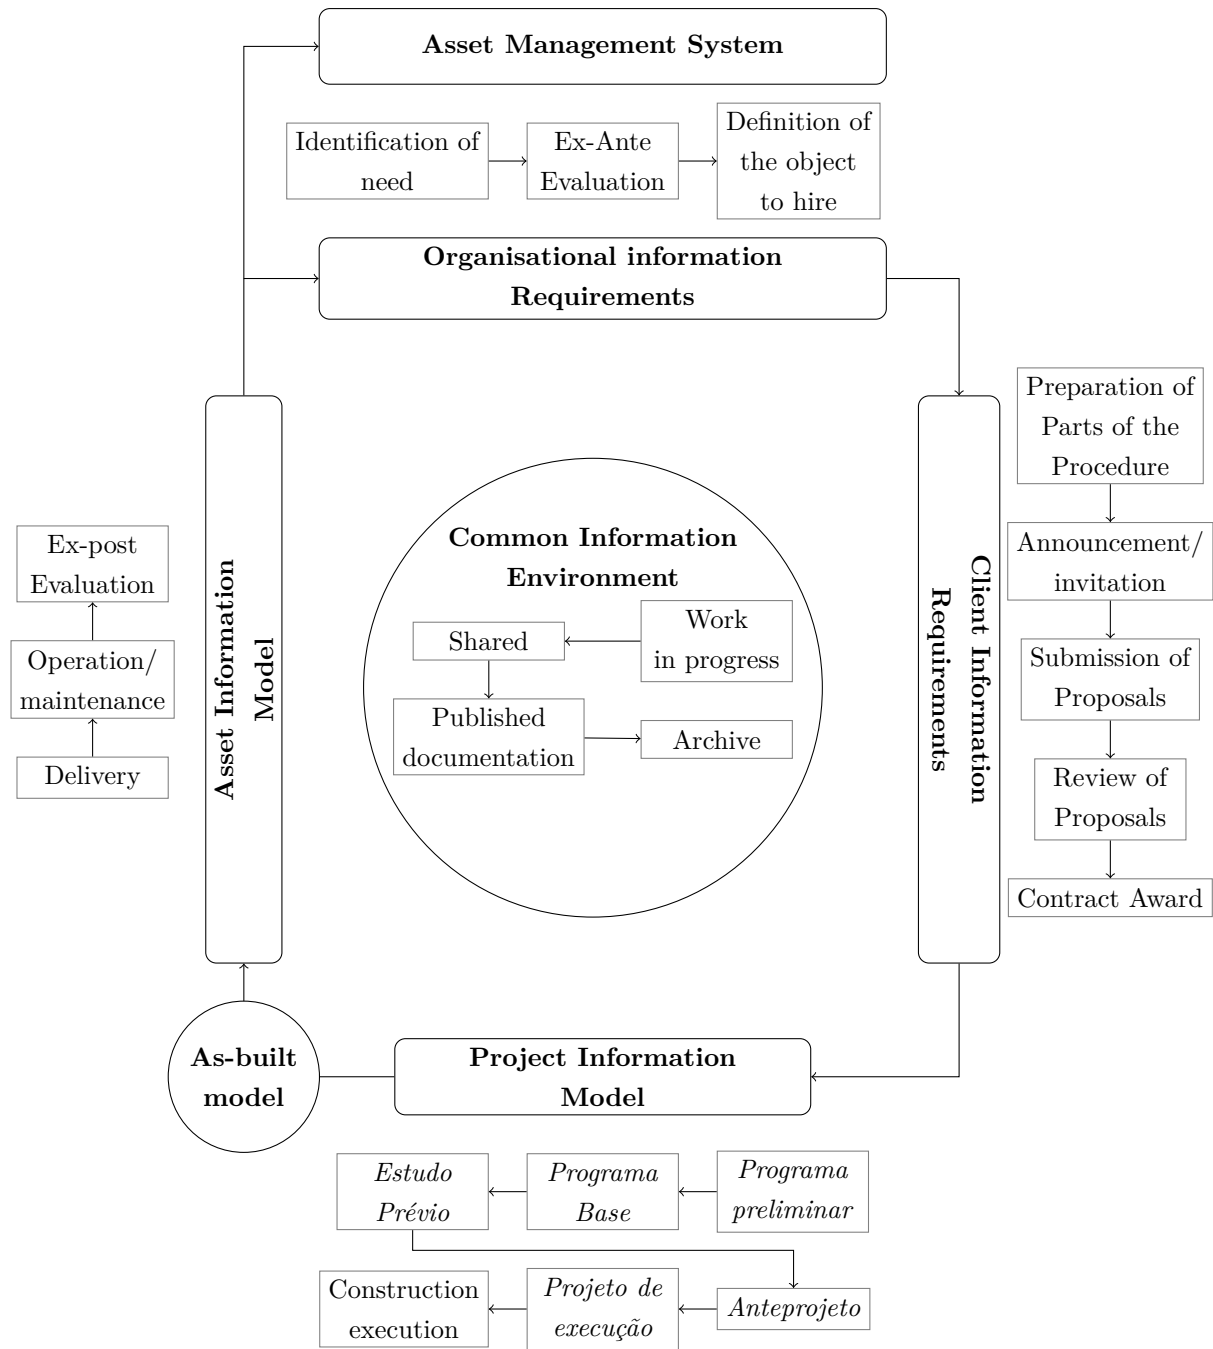 Asset Management System
Identification of
need
Ex-Ante
Evaluation
Definition of
the object
to hire
Organisational information
Requirements
Preparation of
Parts of the
Procedure
Announcement/
invitation
Submission of
Proposals
Review of
Proposals
Contract Award
Client Information
Requirements
Common Information
Environment
Work
in progress
Shared
Published
documentation
Archive
Asset Information
Model
Ex-post
Evaluation
Operation/
maintenance
Delivery
As-built
model
Project Information
Model
Estudo
Prévio
Programa
Base
Programa
preliminar
Construction
execution
Projeto de
execução
Anteprojeto